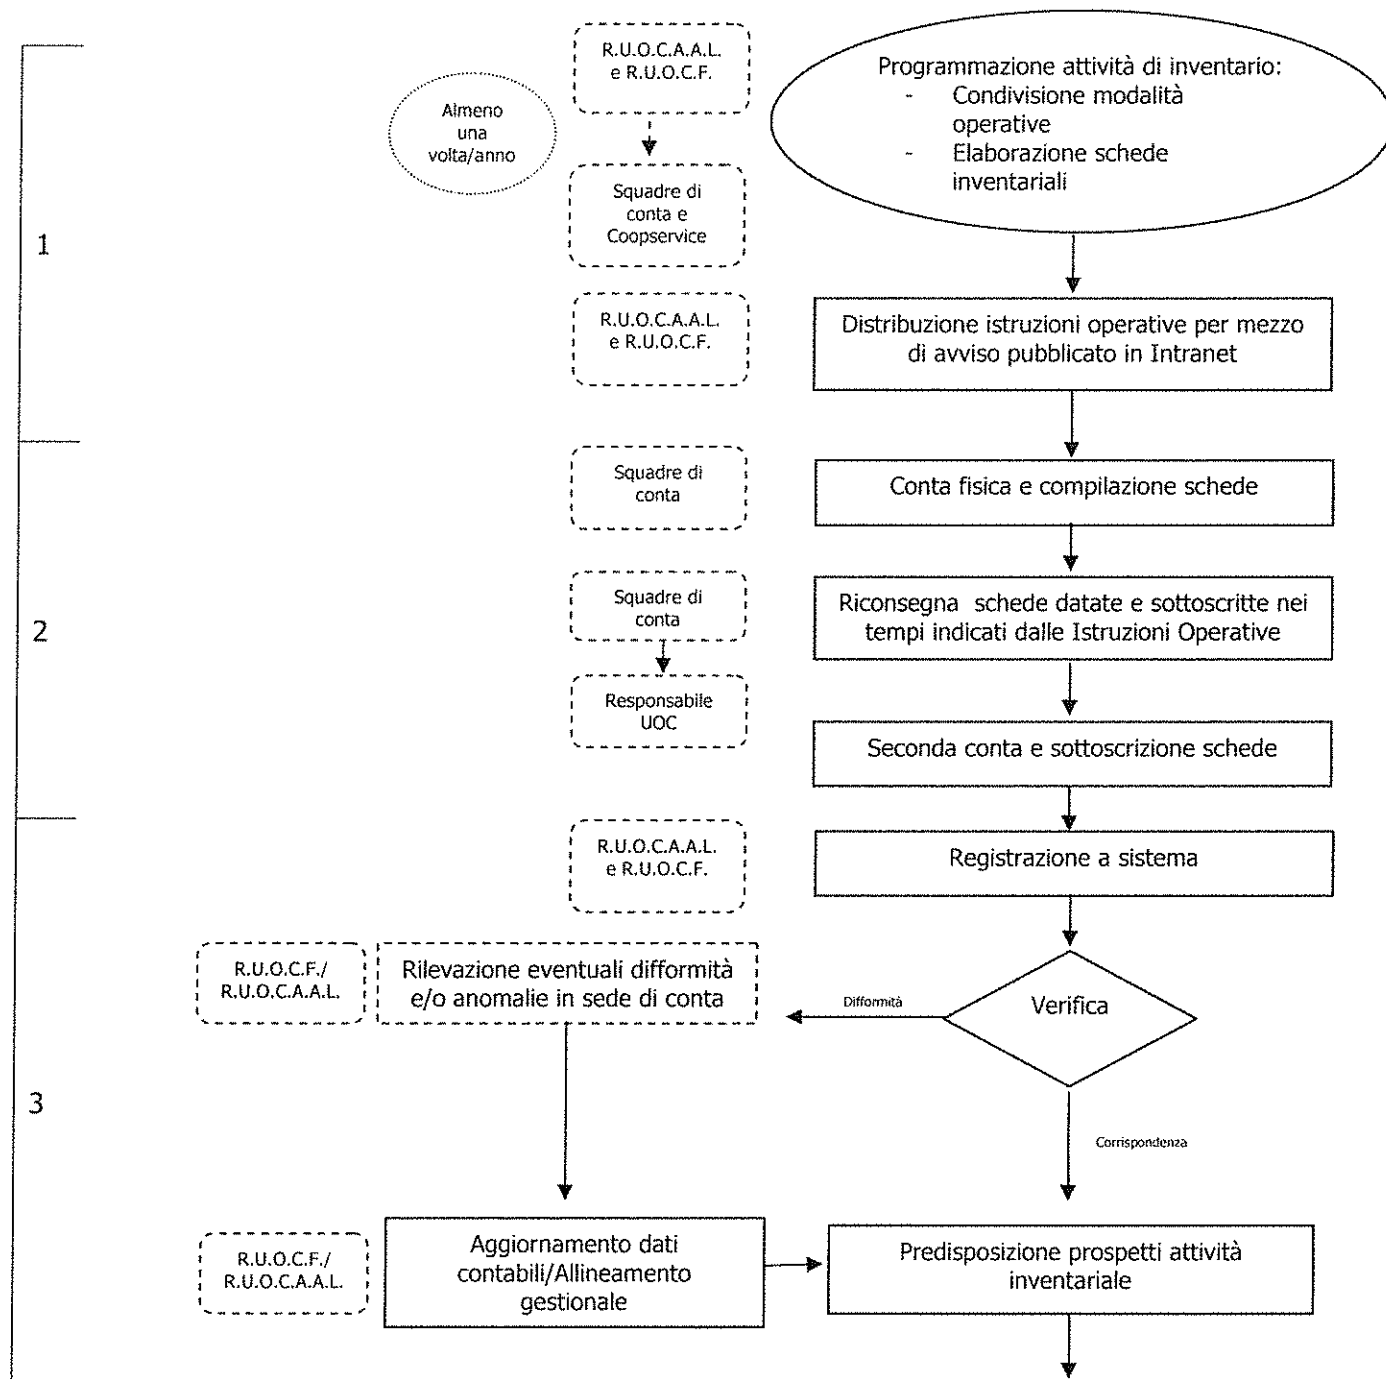 R.U.O.C.A.A.L.
e R.U.O.C.F.
Programmazione attività di inventario:
- Condivisione modalità
operative
- Elaborazione schede
inventariali
Almeno
una
volta/anno
Squadre di
conta e
Coopservice
1
R.U.O.C.A.A.L.
e R.U.O.C.F.
Distribuzione istruzioni operative per mezzo
di avviso pubblicato in Intranet
Squadre di
conta
Conta fisica e compilazione schede
2
Squadre di
conta
Riconsegna schede datate e sottoscritte nei
tempi indicati dalle Istruzioni Operative
Responsabile
UOC
Seconda conta e sottoscrizione schede
R.U.O.C.A.A.L.
e R.U.O.C.F.
Registrazione a sistema
R.U.O.C.F./
R.U.O.C.A.A.L.
Rilevazione eventuali difformità
e/o anomalie in sede di conta
Difformità
Verifica
3
Corrispondenza
R.U.O.C.F./
R.U.O.C.A.A.L.
Aggiornamento dati
contabili/Allineamento
gestionale
Predisposizione prospetti attività
inventariale